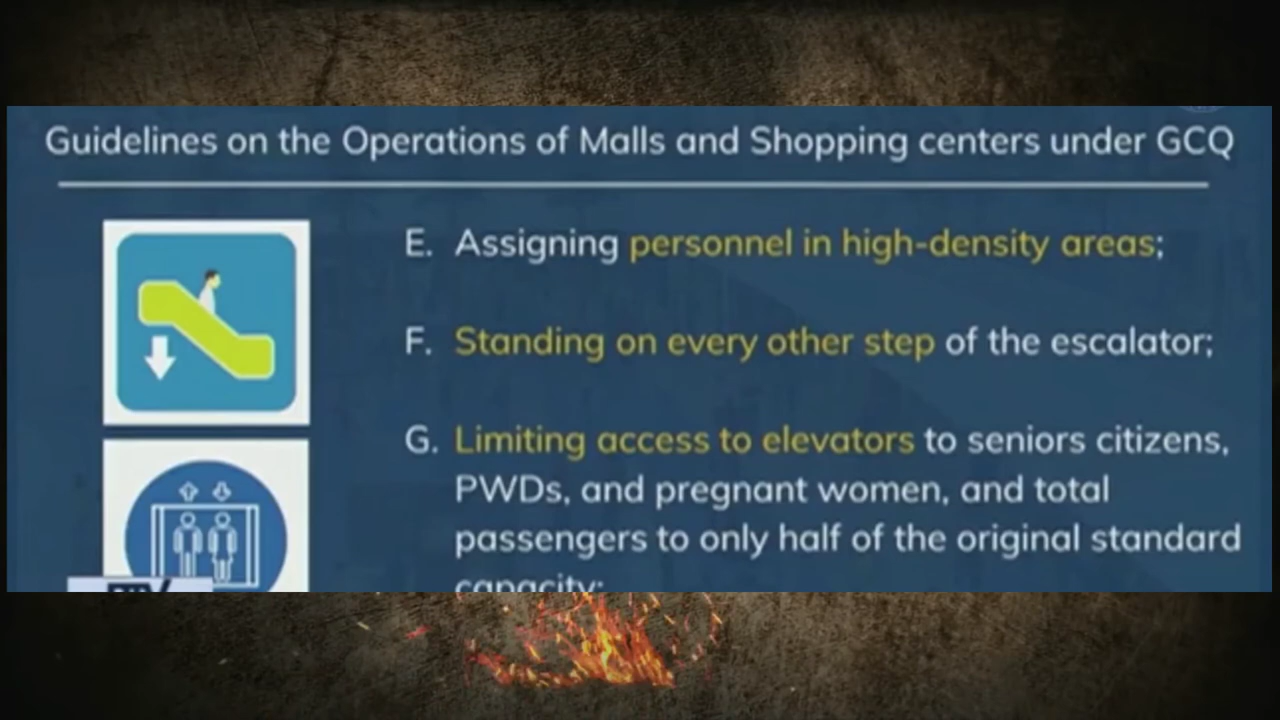 Guidelines on the Operations of Malls and Shopping centers under GCQ
E. Assigning personnel in high-density areas;
F. Standing on every other step of the escalator;
G. Limiting access to elevators to seniors citizens,
PWDs, and pregnant women, and total
passengers to only half of the original standard
capacity;